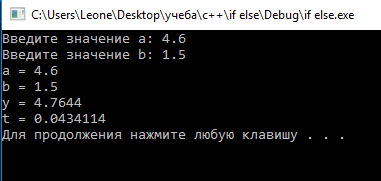 C:\Users\Leone\Desktop\учеба\c++\if else\Debug\if else.exe
Введите значение a: 4.6
Введите значение b: 1.5
a = 4.6
b = 1.5
y = 4.7644
t = 0.0434114
Для продолжения нажмите любую клавишу . . .